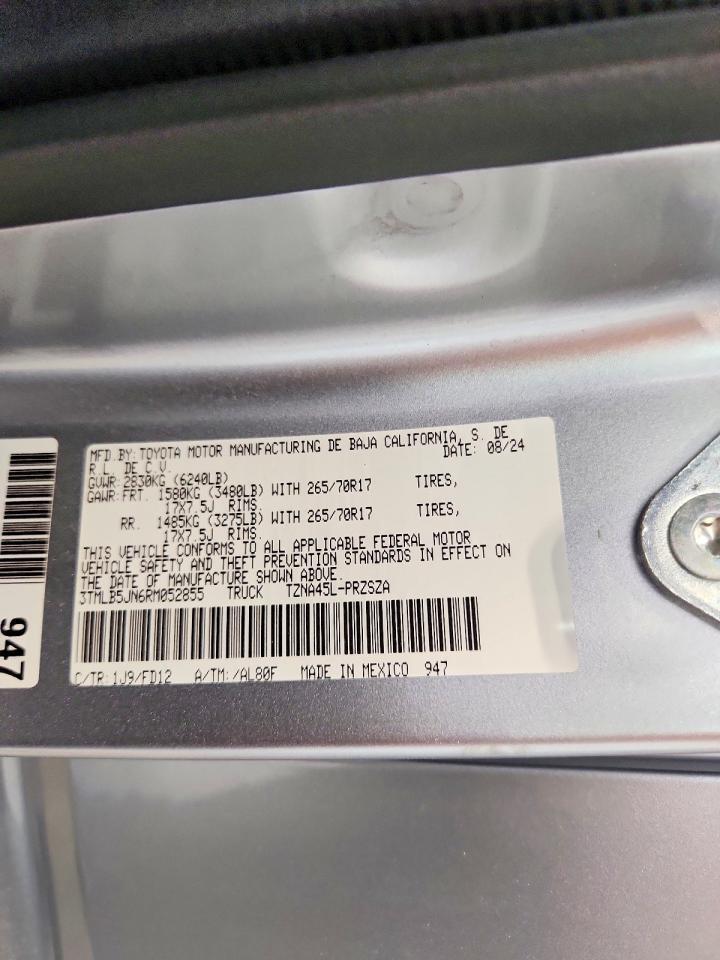 MFD.BY: TOYOTA MOTOR MANUFACTURING DE BAJA CALIFORNIA, S. DE
R.L. DE C.V. DATE: 08/24
GVWR: 2830KG (6240LB)
GAWR: FRT. 1580KG (3480LB) WITH 265/70R17 TIRES,
17X7.5J RIMS.
RR. 1485KG (3275LB) WITH 265/70R17 TIRES,
17X7.5J RIMS.
THIS VEHICLE CONFORMS TO ALL APPLICABLE FEDERAL MOTOR
VEHICLE SAFETY AND THEFT PREVENTION STANDARDS IN EFFECT ON
THE DATE OF MANUFACTURE SHOWN ABOVE.
3TMLB5JN6RM052855 TRUCK TZNA45L-PRZSZA
C/TR: 1J9/FD12 A/TM: /AL80F MADE IN MEXICO 947
947